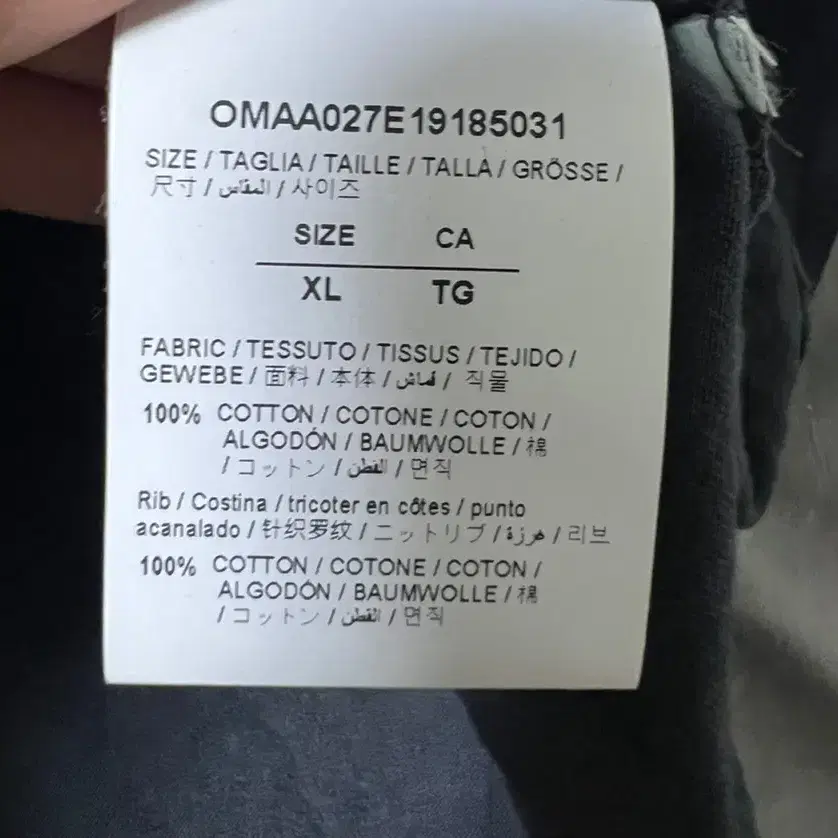 OMAA027E19185031
SIZE / TAGLIA / TAILLE / TALLA / GRÖSSE /
尺寸 / المقاس / 사이즈
SIZE CA
XL TG
FABRIC / TESSUTO / TISSUS / TEJIDO /
GEWEBE / 面料 / 本体 / قماش / 직물
100% COTTON / COTONE / COTON /
ALGODÓN / BAUMWOLLE / 棉
/ コットン / القطن / 면직
Rib / Costina / tricoter en côtes / punto
acanalado / 针织罗纹 / ニットリブ / هرزة / 리브
100% COTTON / COTONE / COTON /
ALGODÓN / BAUMWOLLE / 棉
/ コットン / القطن / 면직